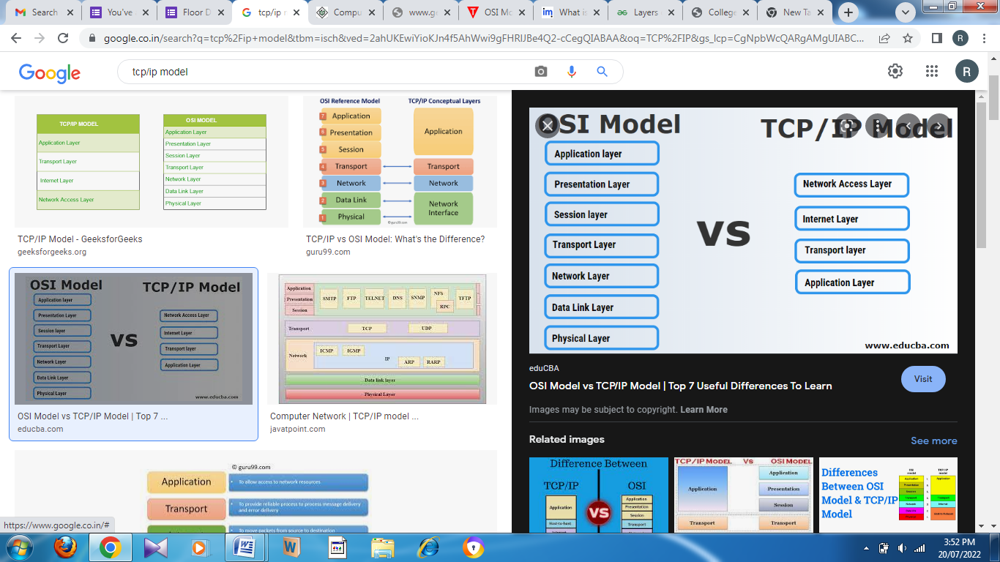 Search
You've a
Floor D
tcp/ip m
Compu
www.gu
OSI Mo
What is
Layers
College
New Ta
google.co.in/search?q=tcp%2Fip+model&tbm=isch&ved=2ahUKEwiYioKJn4f5AhWwi9gFHRlJBe4Q2-cCegQIABAA&oq=TCP%2FIP&gs_lcp=CgNpbWcQARgAMgUIABC...
R
Google
tcp/ip model
R
TCP/IP MODEL
Application Layer
Transport Layer
Internet Layer
Network Access Layer
OSI MODEL
Application Layer
Presentation Layer
Session Layer
Transport Layer
Network Layer
Data Link Layer
Physical Layer
TCP/IP Model - GeeksforGeeks
geeksforgeeks.org
OSI Reference Model
TCP/IP Conceptual Layers
7 Application
6 Presentation
5 Session
4 Transport
3 Network
2 Data Link
1 Physical
Application
Transport
Network
Network
Interface
© guru99.com
TCP/IP vs OSI Model: What's the Difference?
guru99.com
OSI Model
TCP/IP Model
Application layer
Presentation Layer
Session layer
Transport Layer
Network Layer
Data Link Layer
Physical Layer
VS
Network Access Layer
Internet Layer
Transport layer
Application Layer
www.educba.com
OSI Model vs TCP/IP Model | Top 7 ...
educba.com
Application
Presentation
Session
SMTP
FTP
TELNET
DNS
SNMP
NFS
RPC
TFTP
Transport
TCP
UDP
Network
ICMP
IGMP
IP
ARP
RARP
Data link layer
Physical Layer
Computer Network | TCP/IP model ...
javatpoint.com
© guru99.com
Application
• To allow access to network resources
Transport
• To provide reliable process to process message delivery
and error delivery
To move packets from source to destination
OSI Model
TCP/IP Model
Application layer
Presentation Layer
Session layer
Transport Layer
Network Layer
Data Link Layer
Physical Layer
VS
Network Access Layer
Internet Layer
Transport layer
Application Layer
www.educba.com
eduCBA
OSI Model vs TCP/IP Model | Top 7 Useful Differences To Learn
Visit
Images may be subject to copyright. Learn More
Related images
See more
Difference Between
TCP/IP
OSI
Application
Host-to-host
VS
Application
Presentation
Session
Transport
TCP/IP MODEL Vs OSI MODEL
Application
Application
Presentation
Session
Transport
Transport
Differences
Between OSI
Model & TCP/IP
Model
https://www.google.co.in/#
3:52 PM
20/07/2022